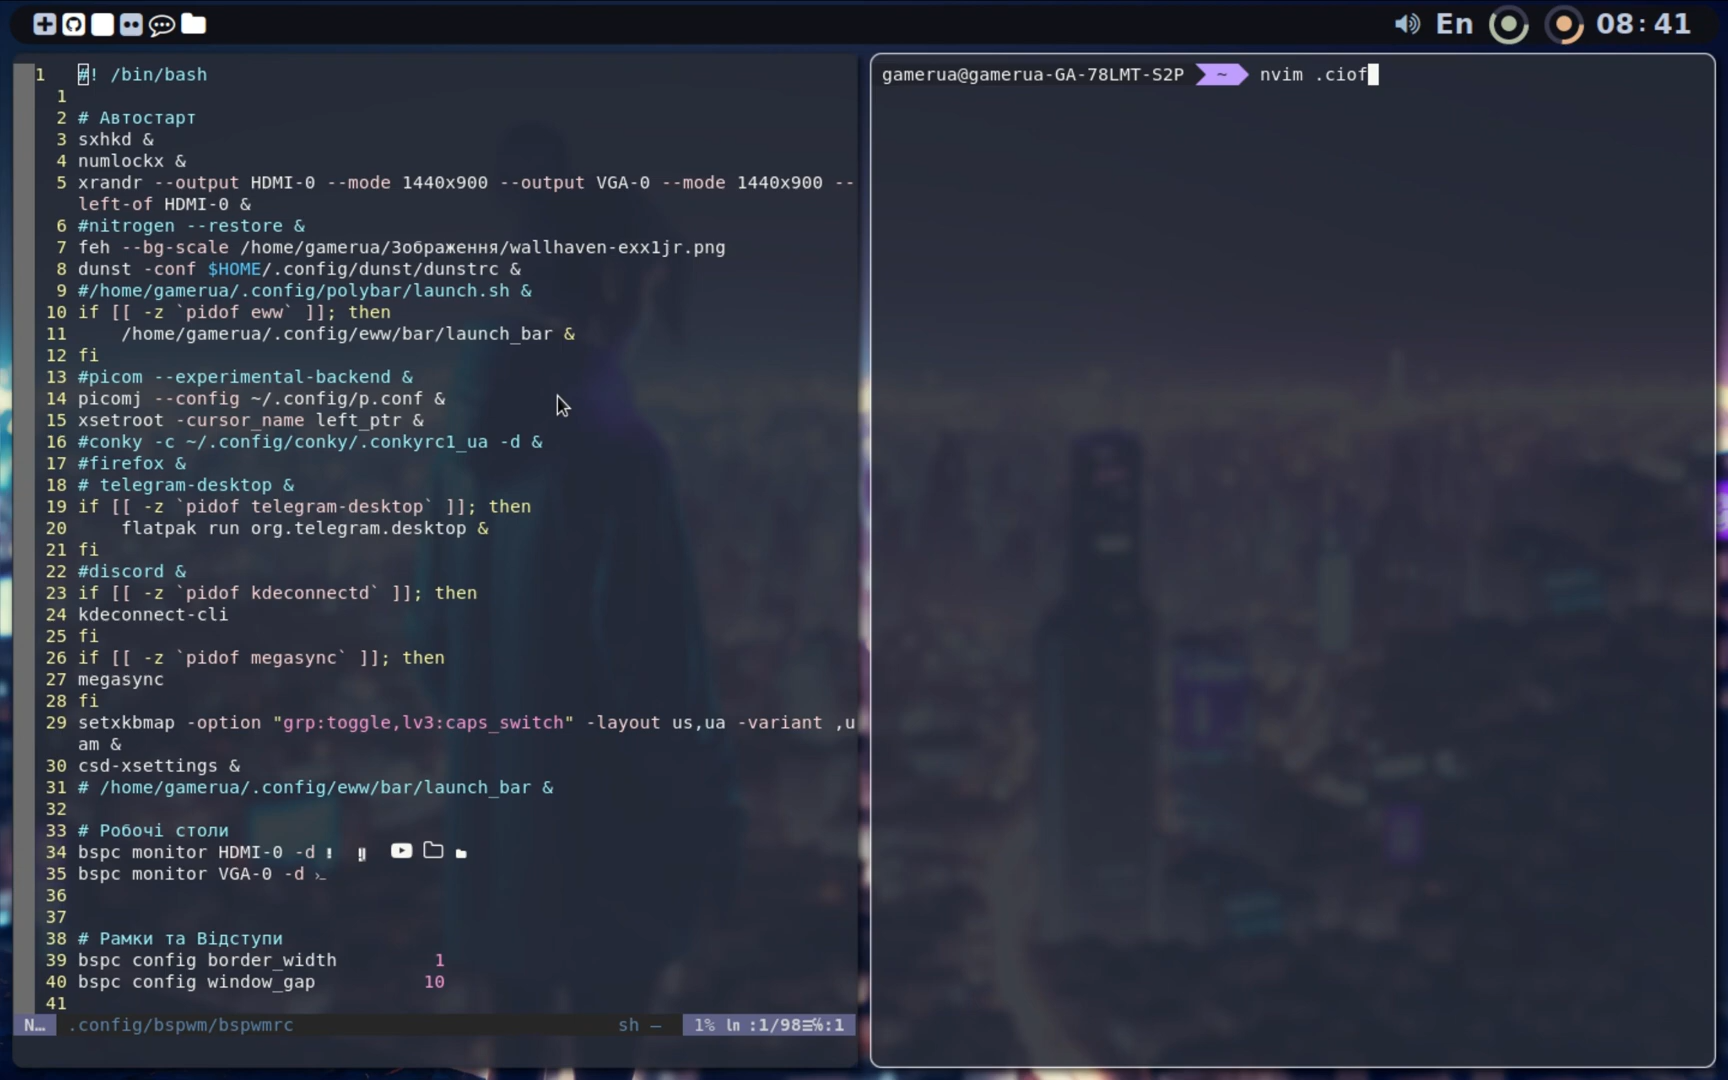 En 08:41
1 #! /bin/bash
1
2 # Автостарт
3 sxhkd &
4 numlockx &
5 xrandr --output HDMI-0 --mode 1440x900 --output VGA-0 --mode 1440x900 --
left-of HDMI-0 &
6 #nitrogen --restore &
7 feh --bg-scale /home/gamerua/Зображення/wallhaven-exx1jr.png
8 dunst -conf $HOME/.config/dunst/dunstrc &
9 #/home/gamerua/.config/polybar/launch.sh &
10 if [[ -z `pidof eww` ]]; then
11 /home/gamerua/.config/eww/bar/launch_bar &
12 fi
13 #picom --experimental-backend &
14 picomj --config ~/.config/p.conf &
15 xsetroot -cursor_name left_ptr &
16 #conky -c ~/.config/conky/.conkyrc1_ua -d &
17 #firefox &
18 # telegram-desktop &
19 if [[ -z `pidof telegram-desktop` ]]; then
20 flatpak run org.telegram.desktop &
21 fi
22 #discord &
23 if [[ -z `pidof kdeconnectd` ]]; then
24 kdeconnect-cli
25 fi
26 if [[ -z `pidof megasync` ]]; then
27 megasync
28 fi
29 setxkbmap -option "grp:toggle,lv3:caps_switch" -layout us,ua -variant ,u
am &
30 csd-xsettings &
31 # /home/gamerua/.config/eww/bar/launch_bar &
32
33 # Робочі столи
34 bspc monitor HDMI-0 -d
35 bspc monitor VGA-0 -d
36
37
38 # Рамки та Відступи
39 bspc config border_width 1
40 bspc config window_gap 10
41
N… .config/bspwm/bspwmrc sh – 1% ln :1/98☰℅:1
gamerua@gamerua-GA-78LMT-S2P ~ nvim .ciof